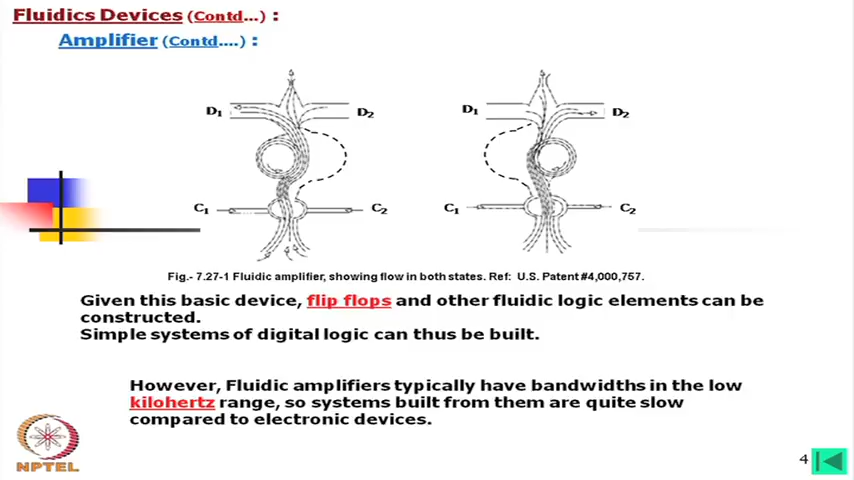 Fluidics Devices (Contd...) :
Amplifier (Contd....) :
D1 D2 D1 D2
C1 C2 C1 C2
Fig.- 7.27-1 Fluidic amplifier, showing flow in both states. Ref: U.S. Patent #4,000,757.
Given this basic device, flip flops and other fluidic logic elements can be
constructed.
Simple systems of digital logic can thus be built.
However, Fluidic amplifiers typically have bandwidths in the low
kilohertz range, so systems built from them are quite slow
compared to electronic devices.
NPTEL
4